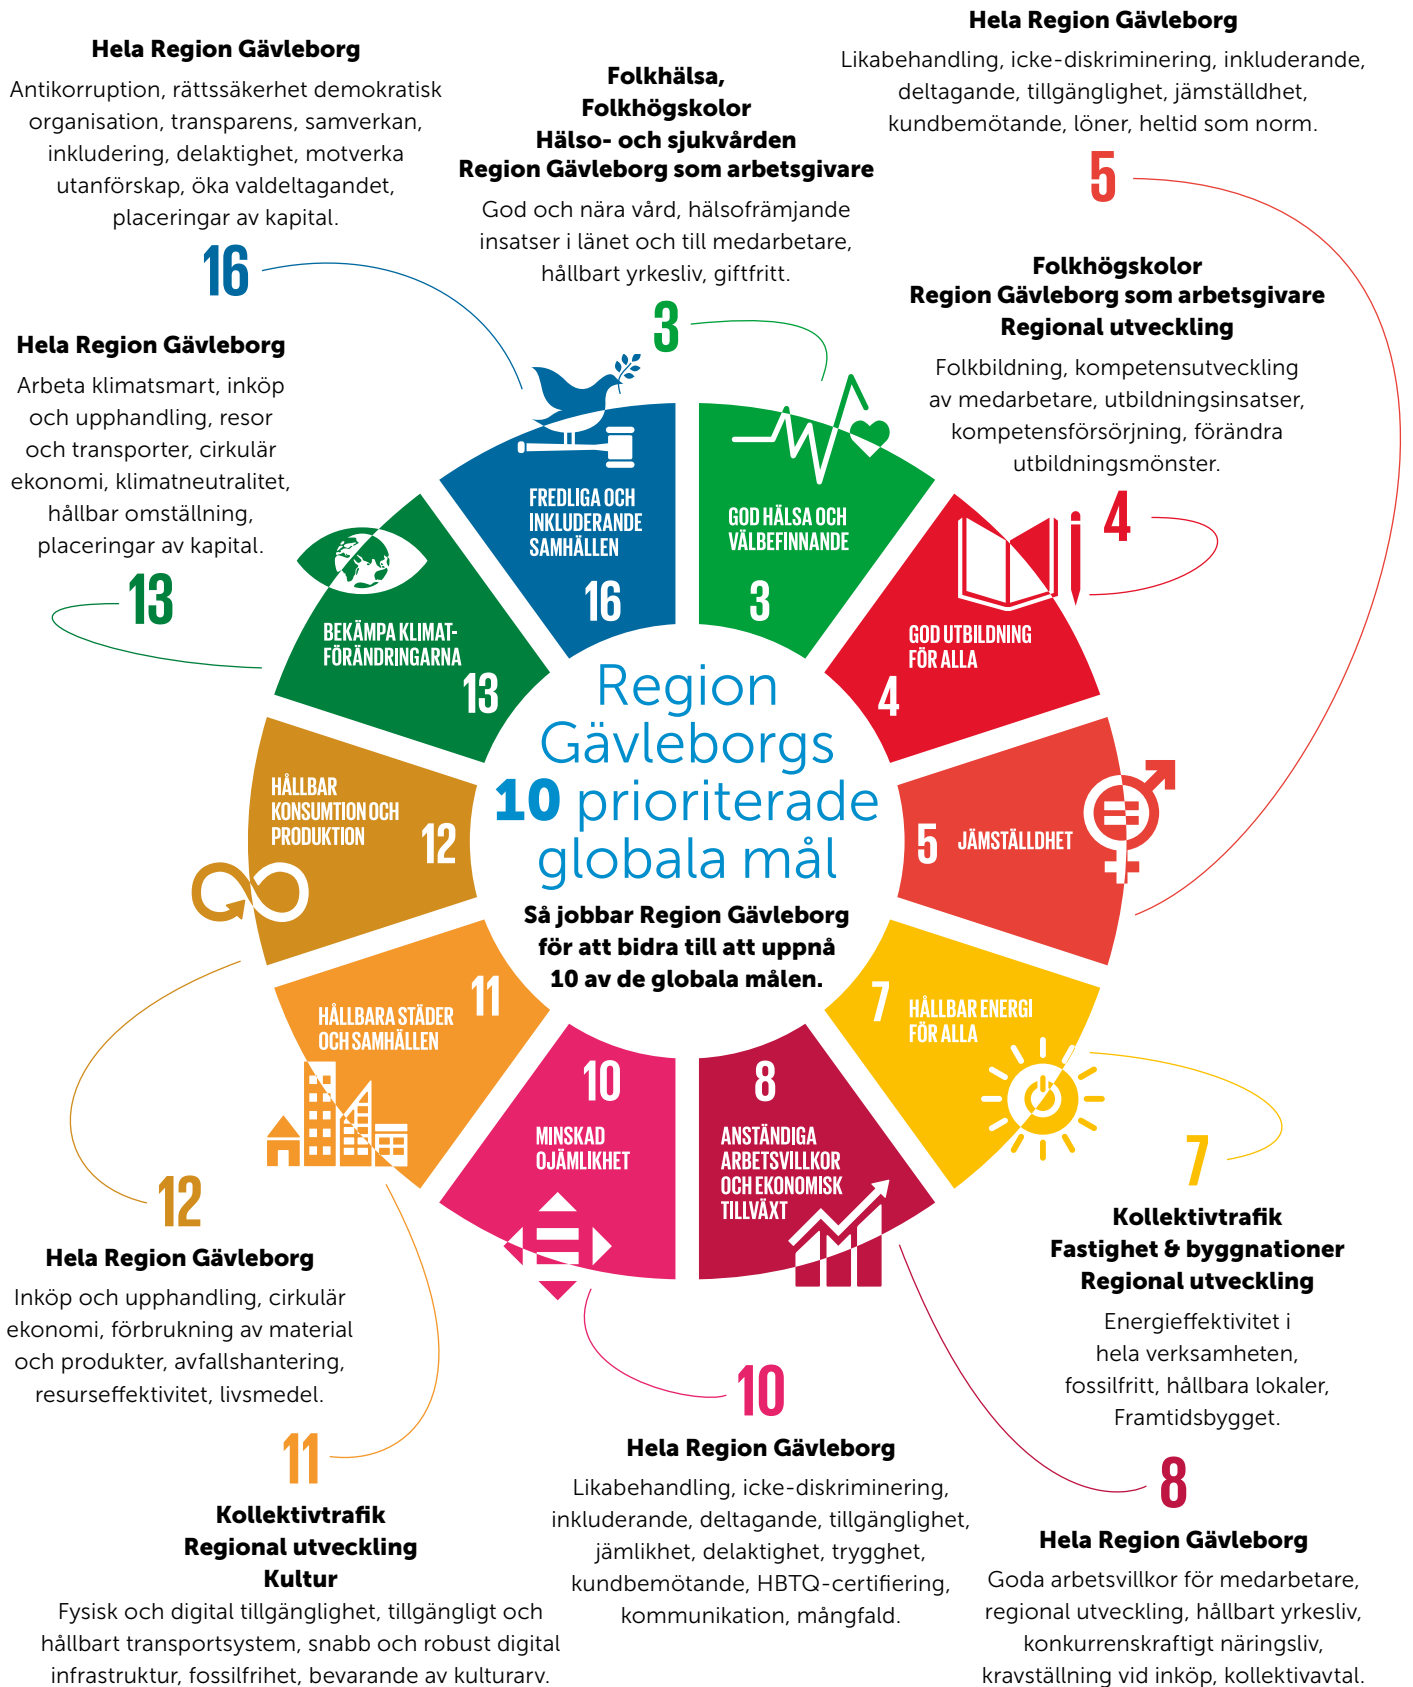 Hela Region Gävleborg
Antikorruption, rättssäkerhet demokratisk
organisation, transparens, samverkan,
inkludering, delaktighet, motverka
utanförskap, öka valdeltagandet,
placeringar av kapital.
16
Folkhälsa,
Folkhögskolor
Hälso- och sjukvården
Region Gävleborg som arbetsgivare
God och nära vård, hälsofrämjande
insatser i länet och till medarbetare,
hållbart yrkesliv, giftfritt.
3
Hela Region Gävleborg
Likabehandling, icke-diskriminering, inkluderande,
deltagande, tillgänglighet, jämställdhet,
kundbemötande, löner, heltid som norm.
5
Folkhögskolor
Region Gävleborg som arbetsgivare
Regional utveckling
Folkbildning, kompetensutveckling
av medarbetare, utbildningsinsatser,
kompetensförsörjning, förändra
utbildningsmönster.
4
Hela Region Gävleborg
Arbeta klimatsmart, inköp
och upphandling, resor
och transporter, cirkulär
ekonomi, klimatneutralitet,
hållbar omställning,
placeringar av kapital.
13
FREDLIGA OCH
INKLUDERANDE
SAMHÄLLEN
16
GOD HÄLSA OCH
VÄLBEFINNANDE
3
GOD UTBILDNING
FÖR ALLA
4
5
JÄMSTÄLLDHET
7
HÅLLBAR ENERGI
FÖR ALLA
8
ANSTÄNDIGA
ARBETSVILLKOR
OCH EKONOMISK
TILLVÄXT
10
MINSKAD
OJÄMLIKHET
11
HÅLLBARA STÄDER
OCH SAMHÄLLEN
HÅLLBAR
KONSUMTION OCH
PRODUKTION
12
BEKÄMPA KLIMAT-
FÖRÄNDRINGARNA
13
Region
Gävleborgs
10 prioriterade
globala mål
Så jobbar Region Gävleborg
för att bidra till att uppnå
10 av de globala målen.
7
Kollektivtrafik
Fastighet & byggnationer
Regional utveckling
Energieffektivitet i
hela verksamheten,
fossilfritt, hållbara lokaler,
Framtidsbygget.
12
Hela Region Gävleborg
Inköp och upphandling, cirkulär
ekonomi, förbrukning av material
och produkter, avfallshantering,
resurseffektivitet, livsmedel.
11
Kollektivtrafik
Regional utveckling
Kultur
Fysisk och digital tillgänglighet, tillgängligt och
hållbart transportsystem, snabb och robust digital
infrastruktur, fossilfrihet, bevarande av kulturarv.
10
Hela Region Gävleborg
Likabehandling, icke-diskriminering,
inkluderande, deltagande, tillgänglighet,
jämlikhet, delaktighet, trygghet,
kundbemötande, HBTQ-certifiering,
kommunikation, mångfald.
8
Hela Region Gävleborg
Goda arbetsvillkor för medarbetare,
regional utveckling, hållbart yrkesliv,
konkurrenskraftigt näringsliv,
kravställning vid inköp, kollektivavtal.